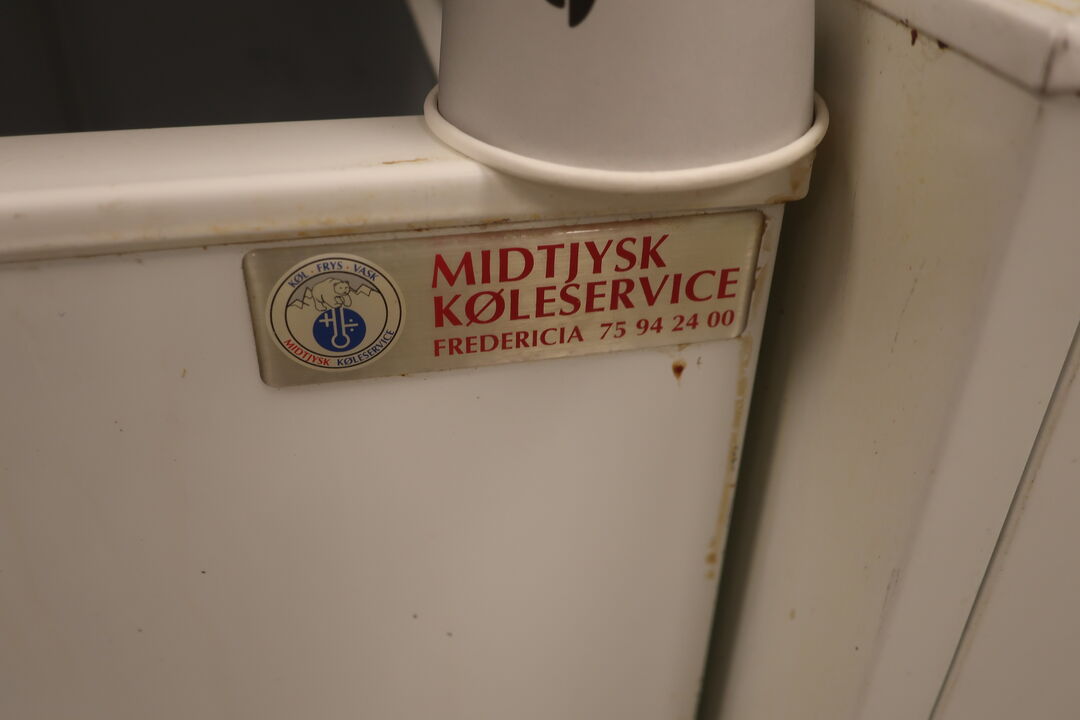 KØL · FRYS · VASK
MIDTJYSK KØLESERVICE
MIDTJYSK
KØLESERVICE
FREDERICIA 75 94 24 00